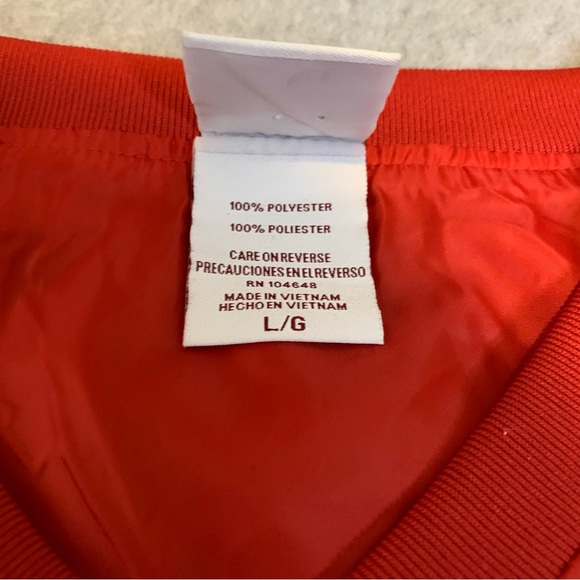 100% POLYESTER
100% POLIESTER
CARE ON REVERSE
PRECAUCIONES EN EL REVERSO
RN 104648
MADE IN VIETNAM
HECHO EN VIETNAM
L/G